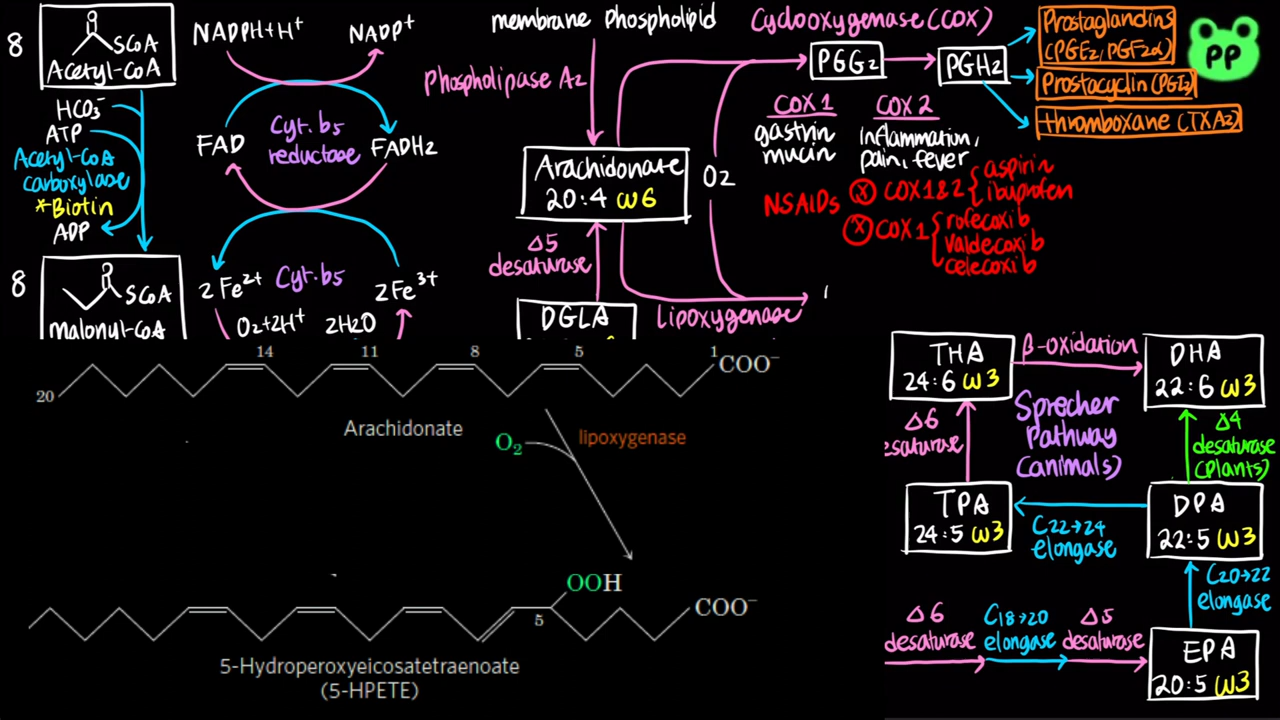 8
SCoA
Acetyl-CoA
HCO3⁻
ATP
Acetyl-CoA
carboxylase
*Biotin
ADP
8
SCoA
malonyl-CoA
NADPH+H⁺
NADP⁺
FAD
Cyt. b5
reductase
FADH2
2 Fe²⁺
Cyt. b5
2 Fe³⁺
O2+2H⁺
2H2O
membrane phospholipid
Phospholipase A2
Arachidonate
20:4 ω6
Δ5
desaturase
DGLA
Cyclooxygenase (COX)
PGG2
PGH2
O2
COX 1
gastrin
mucin
COX 2
inflammation,
pain, fever
NSAIDs
X COX 1&2 { aspirin
ibuprofen
X COX 1 { rofecoxib
valdecoxib
celecoxib
lipoxygenase
Prostaglandins
(PGE2, PGF2α)
Prostacyclin (PGI2)
thromboxane (TXA2)
PP
20
14
11
8
5
1
COO⁻
Arachidonate
O2
lipoxygenase
OOH
5
COO⁻
5-Hydroperoxyeicosatetraenoate
(5-HPETE)
THA
24:6 ω3
β-oxidation
DHA
22:6 ω3
Δ6
esaturase
Sprecher
Pathway
(animals)
Δ4
desaturase
(plants)
TPA
24:5 ω3
C22→24
elongase
DPA
22:5 ω3
C20→22
elongase
Δ6
desaturase
C18→20
elongase
Δ5
desaturase
EPA
20:5 ω3